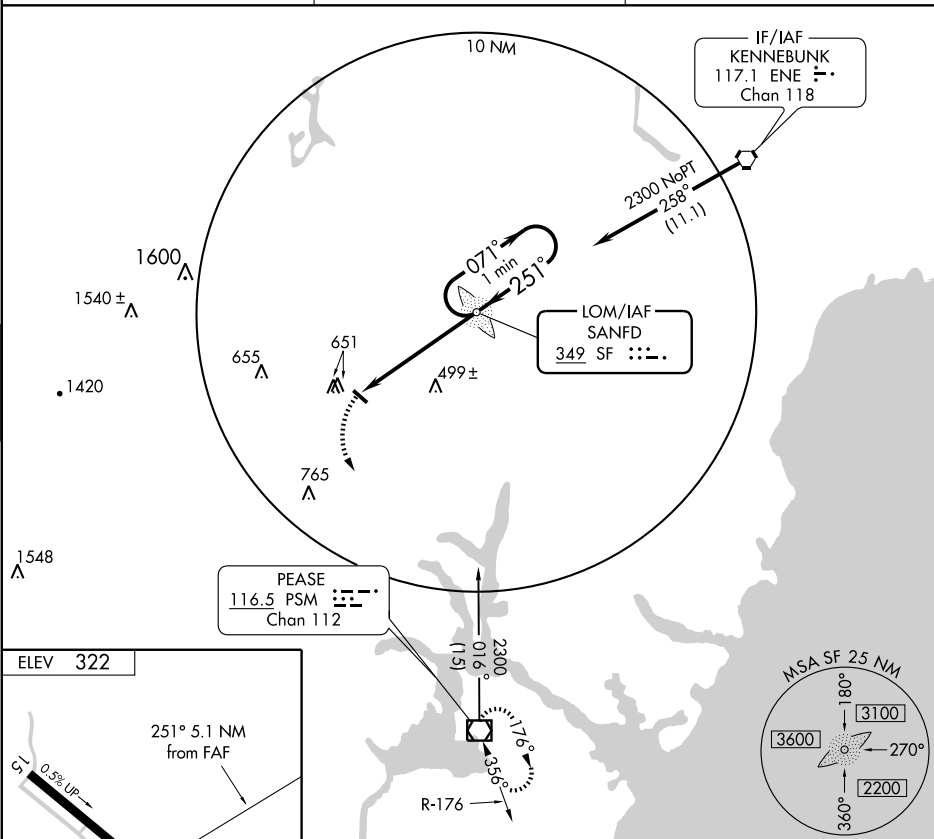 10 NM
IF/IAF
KENNEBUNK
117.1 ENE
Chan 118
2300 NoPT
258°
(11.1)
071°
1 min
251°
LOM/IAF
SANFD
349 SF
1600
1540 ±
651
655
499 ±
1420
765
1548
PEASE
116.5 PSM
Chan 112
2300
016°
(15)
176°
356°
R-176
MSA SF 25 NM
180°
3100
3600
270°
2200
360°
ELEV 322
251° 5.1 NM
from FAF
15
0.5% UP